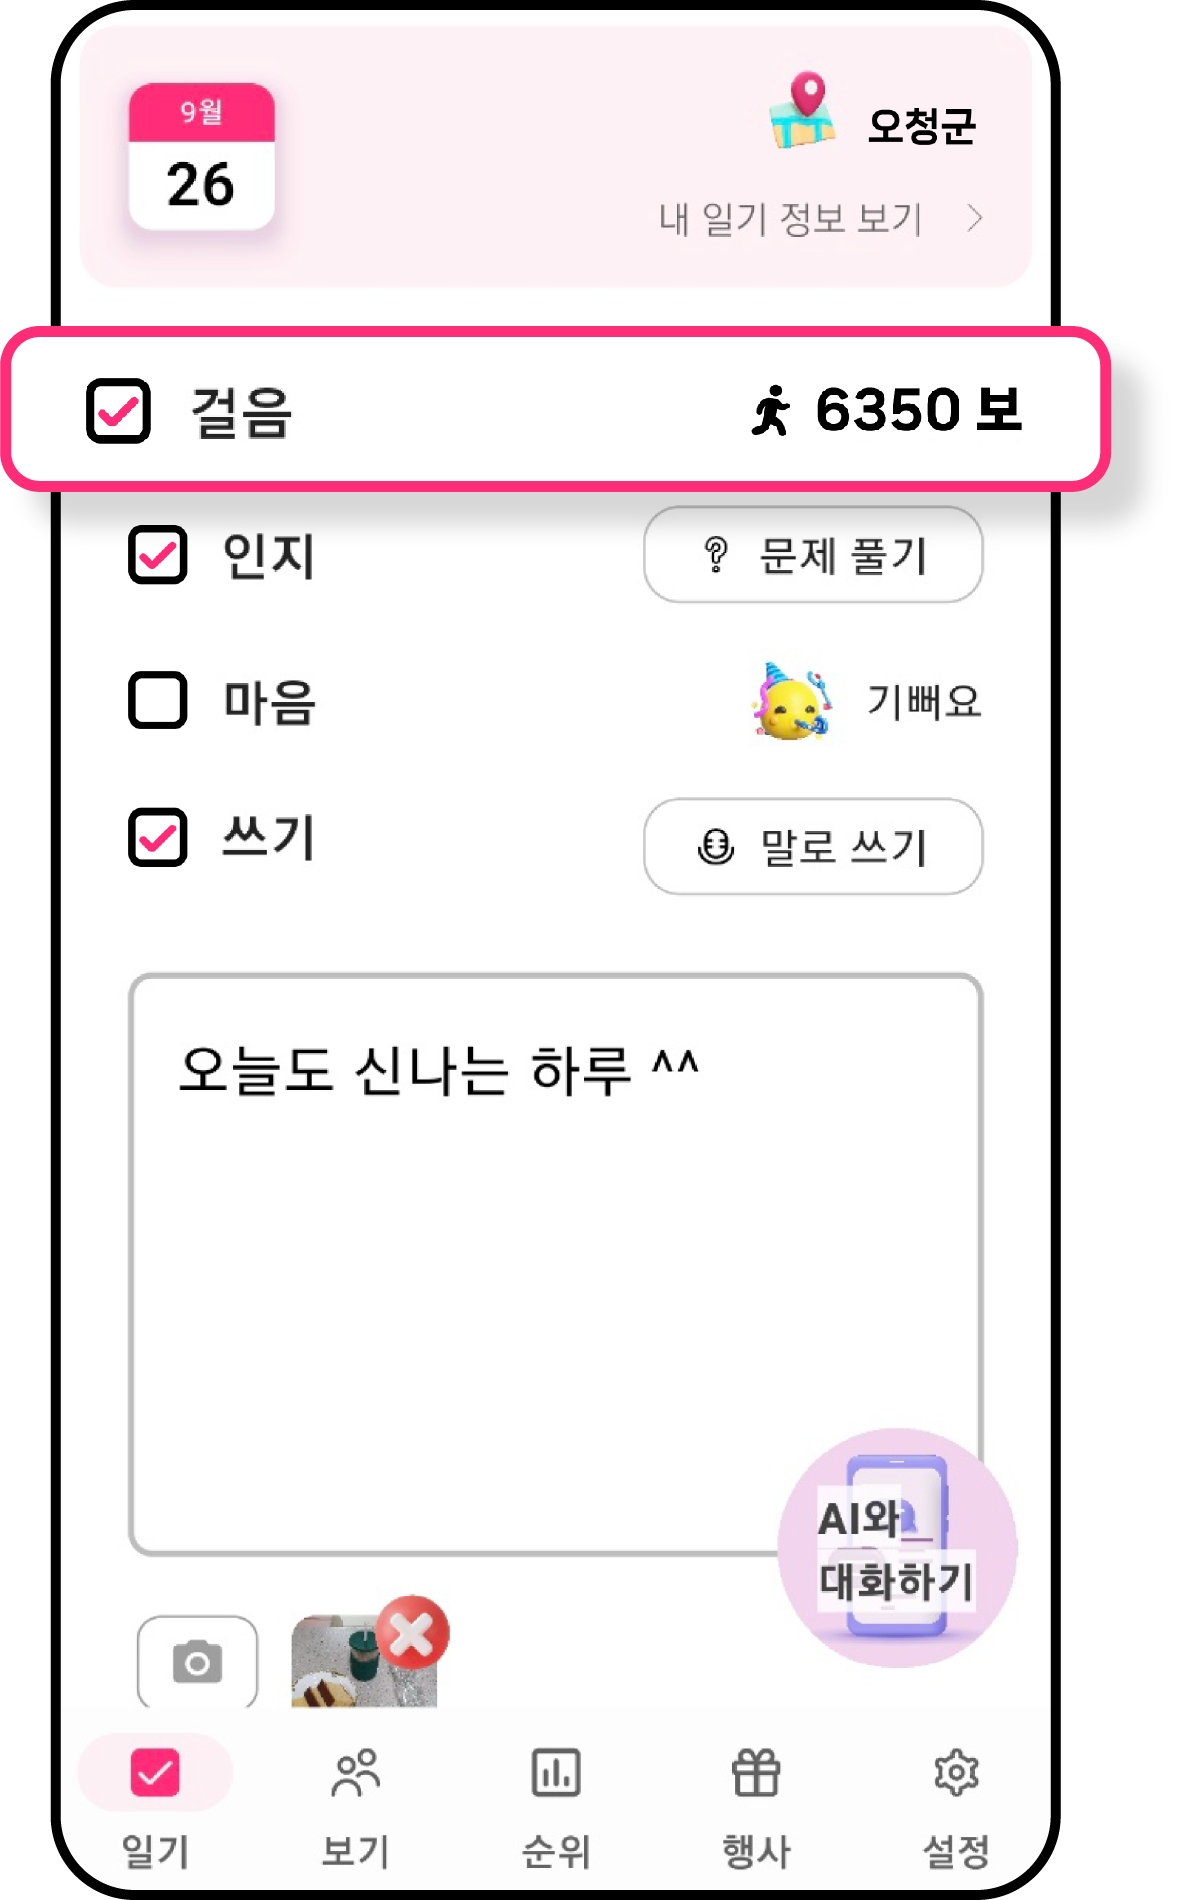 9월
26
오청군
내 일기 정보 보기
걸음
6350 보
인지
문제 풀기
마음
기뻐요
쓰기
말로 쓰기
오늘도 신나는 하루 ^^
AI와
대화하기
일기
보기
순위
행사
설정